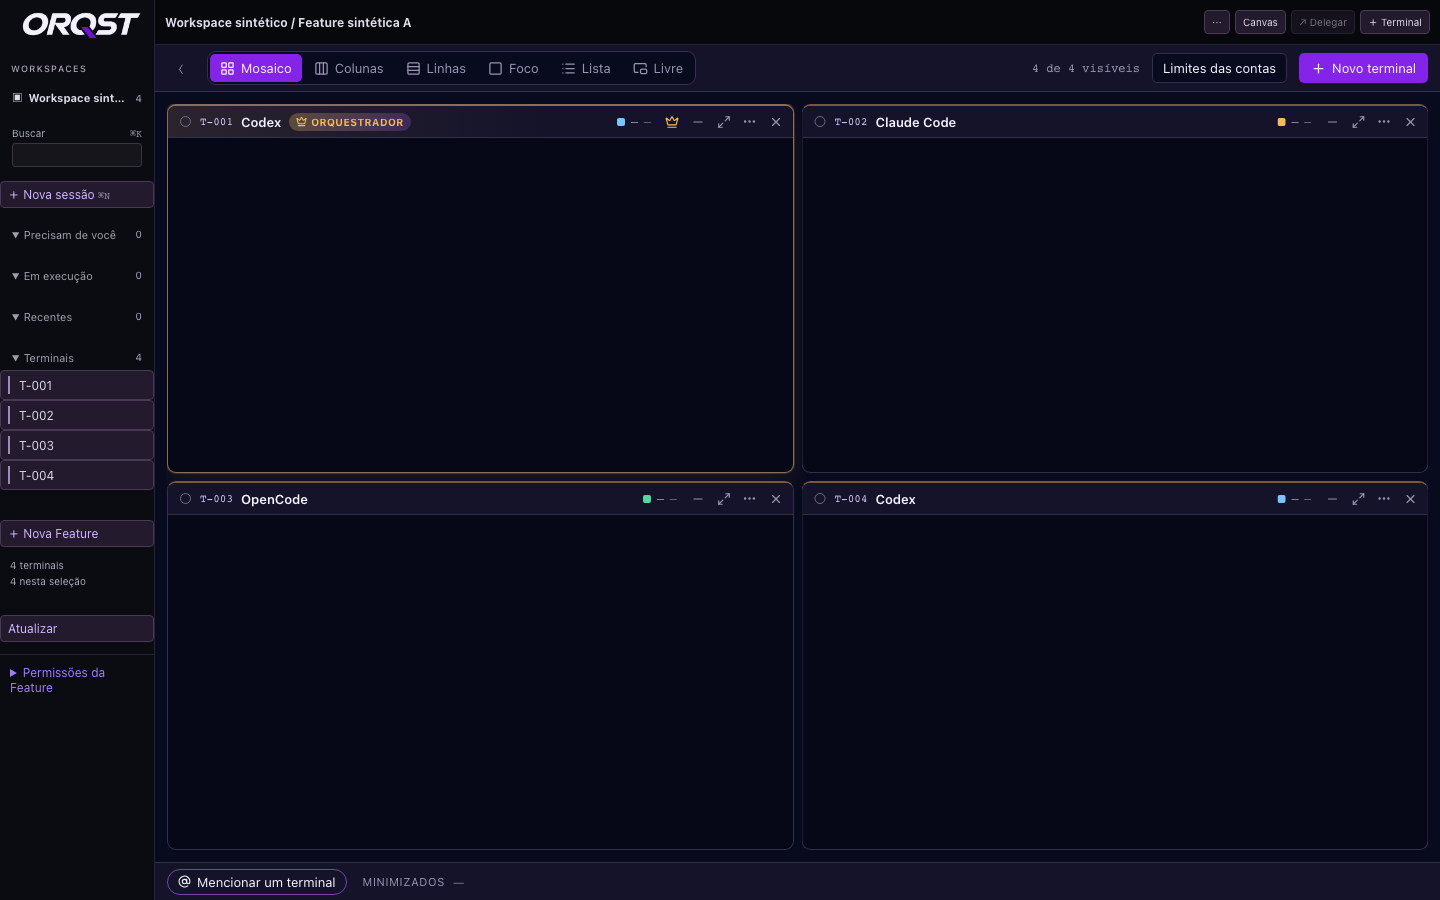 ORQST
WORKSPACES
Workspace sint... 4
Buscar ⌘K
+ Nova sessão ⌘N
▼ Precisam de você 0
▼ Em execução 0
▼ Recentes 0
▼ Terminais 4
T-001
T-002
T-003
T-004
+ Nova Feature
4 terminais
4 nesta seleção
Atualizar
▶ Permissões da
Feature
Workspace sintético / Feature sintética A
··· Canvas ↗ Delegar + Terminal
‹ Mosaico Colunas Linhas Foco Lista Livre
4 de 4 visíveis Limites das contas + Novo terminal
T-001 Codex ORQUESTRADOR — —
T-002 Claude Code — —
T-003 OpenCode — —
T-004 Codex — —
@ Mencionar um terminal MINIMIZADOS —